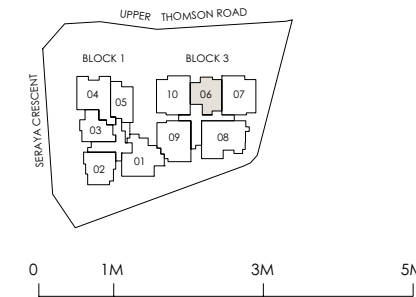 UPPER THOMSON ROAD
SERAYA CRESCENT
BLOCK 1 BLOCK 3
04 05 10 06 07
03 09 08
02 01
0 1M 3M 5M